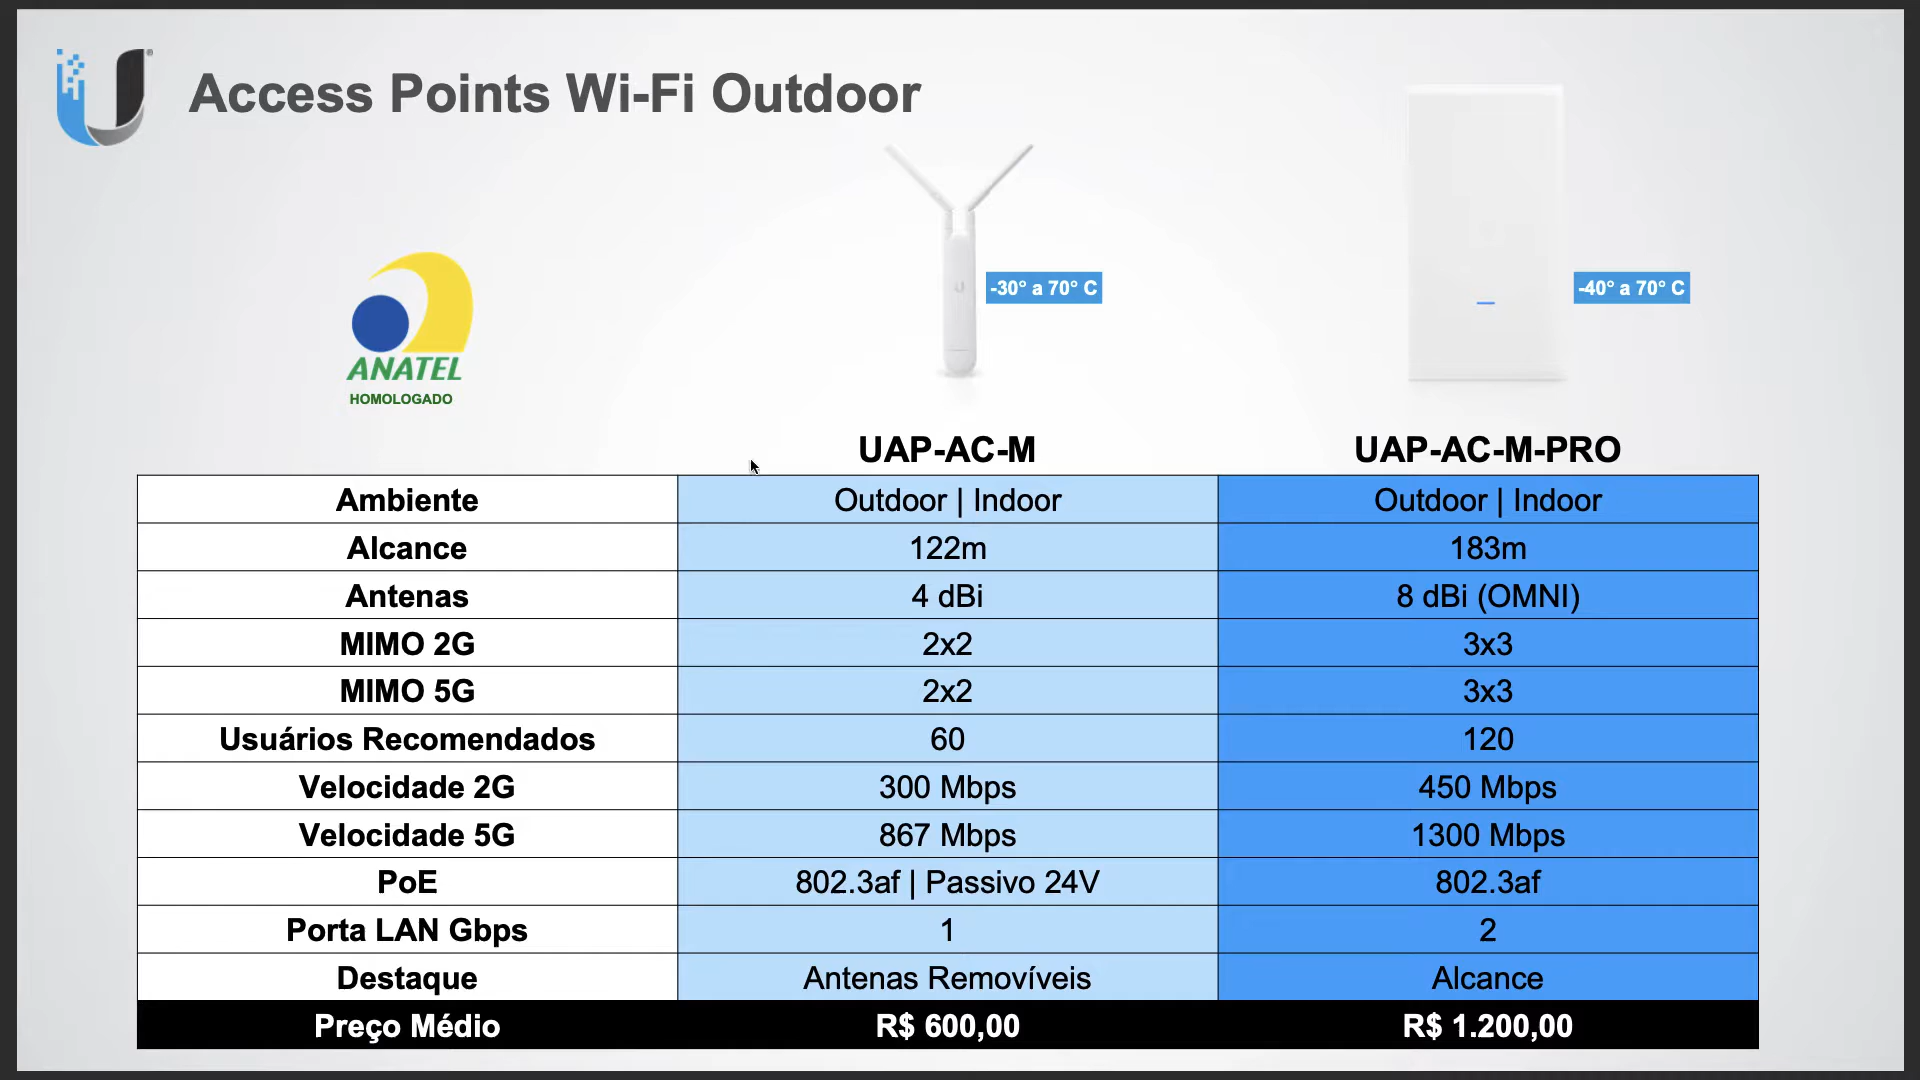 Access Points Wi-Fi Outdoor
-30° a 70° C
-40° a 70° C
ANATEL
HOMOLOGADO
UAP-AC-M
UAP-AC-M-PRO
Ambiente Outdoor | Indoor Outdoor | Indoor
Alcance 122m 183m
Antenas 4 dBi 8 dBi (OMNI)
MIMO 2G 2x2 3x3
MIMO 5G 2x2 3x3
Usuários Recomendados 60 120
Velocidade 2G 300 Mbps 450 Mbps
Velocidade 5G 867 Mbps 1300 Mbps
PoE 802.3af | Passivo 24V 802.3af
Porta LAN Gbps 1 2
Destaque Antenas Removíveis Alcance
Preço Médio R$ 600,00 R$ 1.200,00